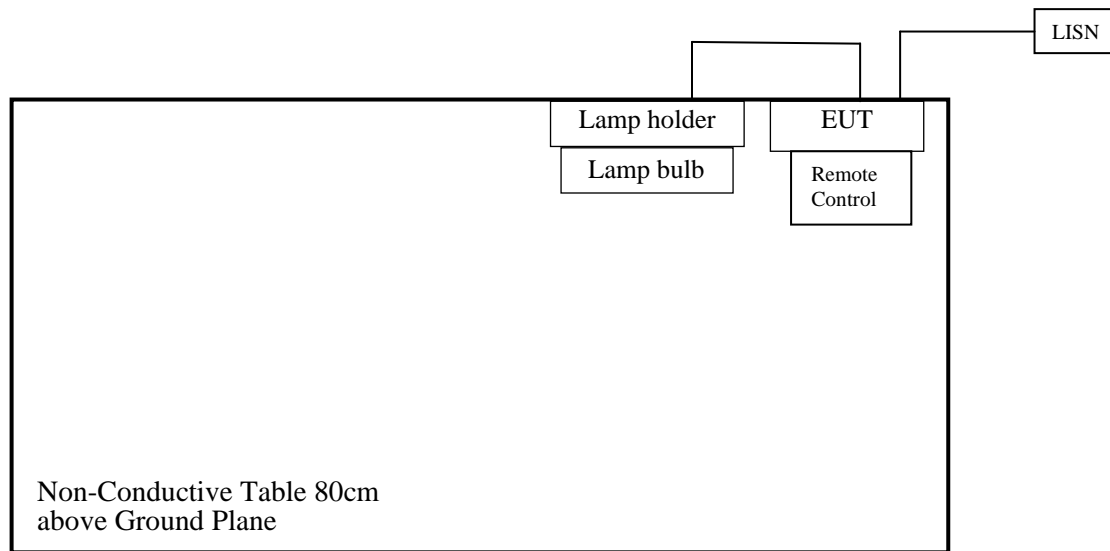 LISN
Lamp holder
EUT
Lamp bulb
Remote
Control
Non-Conductive Table 80cm
above Ground Plane